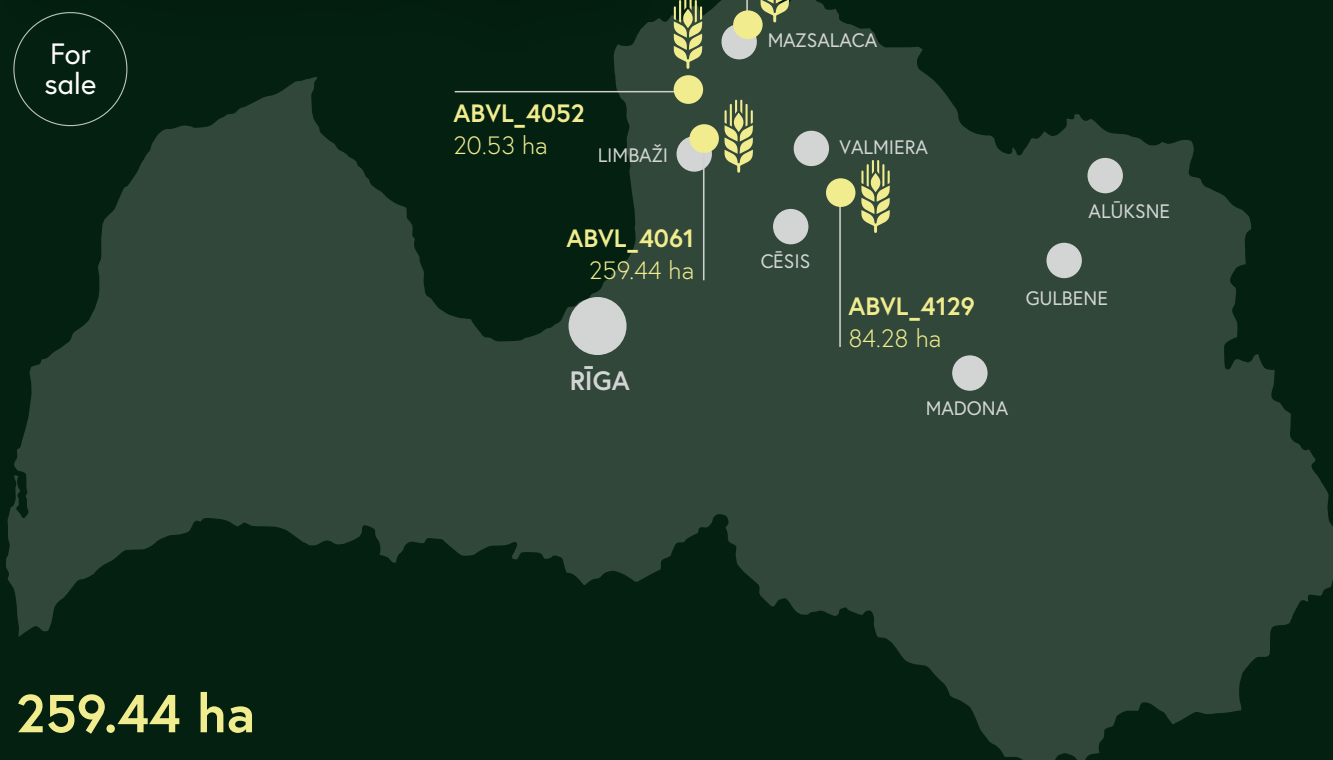 For
sale
MAZSALACA
ABVL_4052
20.53 ha
LIMBAŽI
VALMIERA
ALŪKSNE
ABVL_4061
259.44 ha
CĒSIS
GULBENE
ABVL_4129
84.28 ha
RĪGA
MADONA
259.44 ha